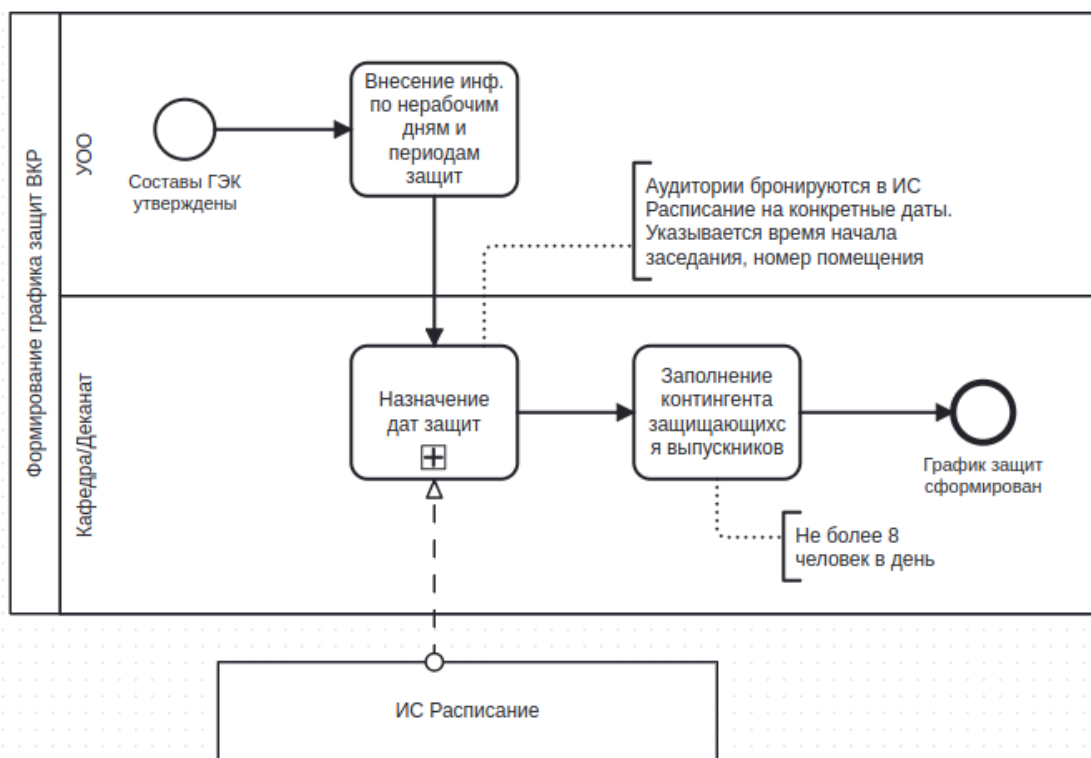 Формирование графика защит ВКР
УОО
Составы ГЭК
утверждены
Внесение инф.
по нерабочим
дням и
периодам
защит
Аудитории бронируются в ИС
Расписание на конкретные даты.
Указывается время начала
заседания, номер помещения
Кафедра/Деканат
Назначение
дат защит
Заполнение
контингента
защищающихс
я выпускников
График защит
сформирован
Не более 8
человек в день
ИС Расписание